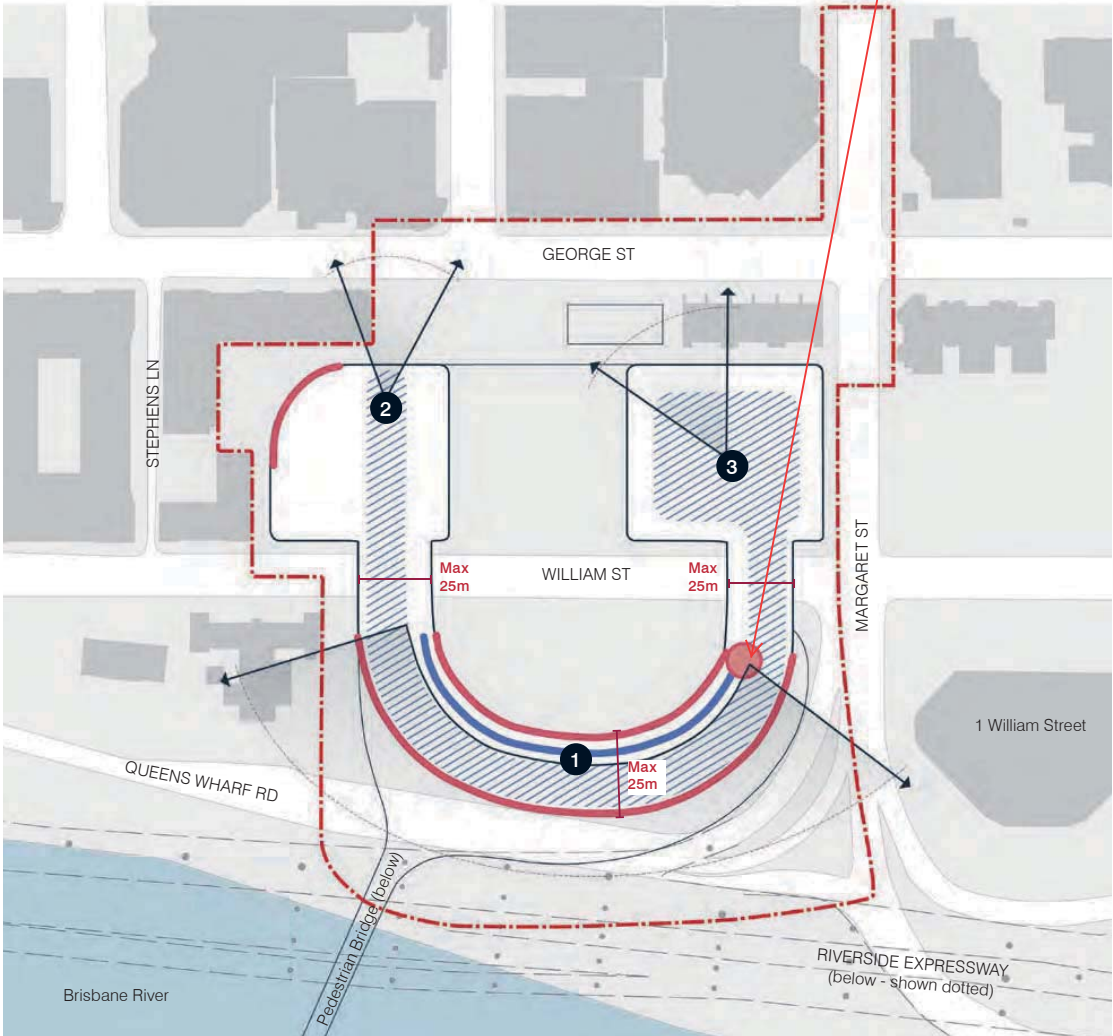 GEORGE ST
STEPHENS LN
2
3
MARGARET ST
Max
25m
WILLIAM ST
Max
25m
1 William Street
1
Max
25m
QUEENS WHARF RD
Pedestrian Bridge (below)
RIVERSIDE EXPRESSWAY
(below - shown dotted)
Brisbane River